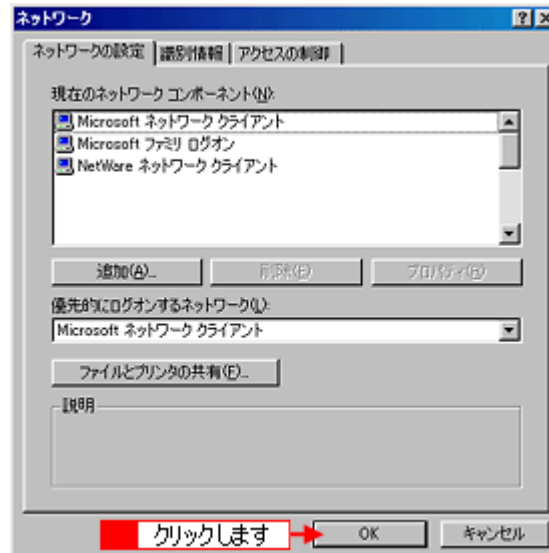 ネットワーク
ネットワークの設定 識別情報 アクセスの制御
現在のネットワーク コンポーネント(N):
Microsoft ネットワーク クライアント
Microsoft ファミリ ログオン
NetWare ネットワーク クライアント
追加(A)... 削除(E) プロパティ(R)
優先的にログオンするネットワーク(L):
Microsoft ネットワーク クライアント
ファイルとプリンタの共有(F)...
説明
クリックします OK キャンセル